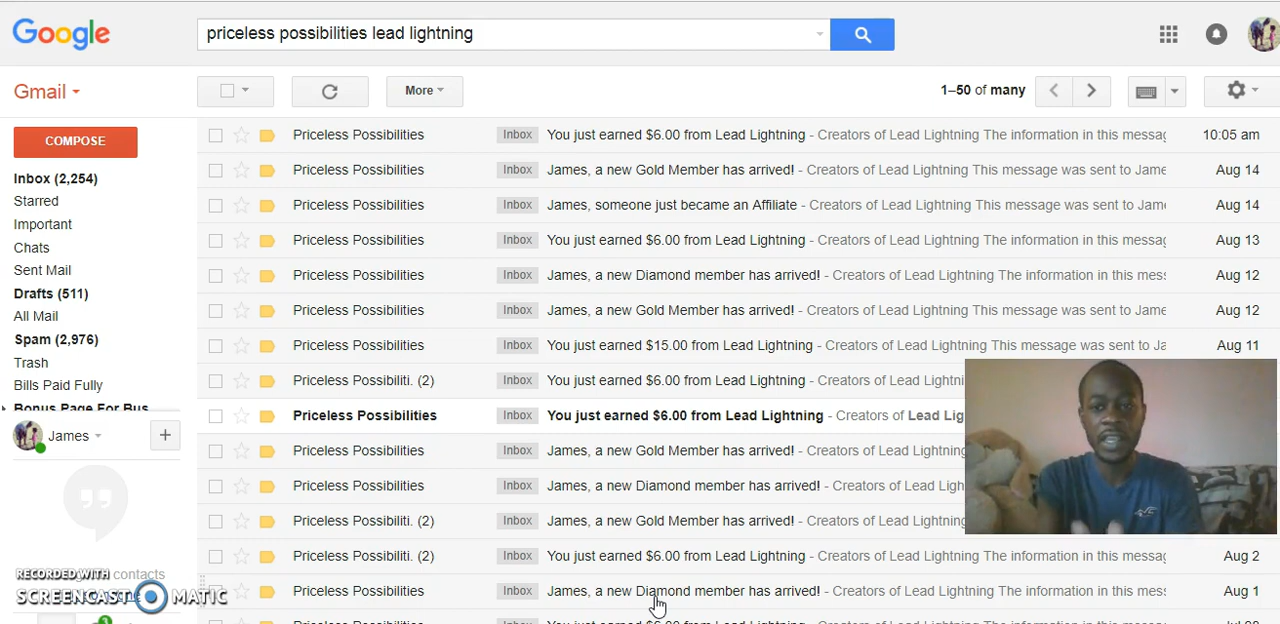 Google
priceless possibilities lead lightning
Gmail
More
1–50 of many
COMPOSE
Inbox (2,254)
Starred
Important
Chats
Sent Mail
Drafts (511)
All Mail
Spam (2,976)
Trash
Bills Paid Fully
Bonus Page For Bus
James
Priceless Possibilities Inbox You just earned $6.00 from Lead Lightning - Creators of Lead Lightning The information in this messag 10:05 am
Priceless Possibilities Inbox James, a new Gold Member has arrived! - Creators of Lead Lightning This message was sent to Jame Aug 14
Priceless Possibilities Inbox James, someone just became an Affiliate - Creators of Lead Lightning This message was sent to Jame Aug 14
Priceless Possibilities Inbox You just earned $6.00 from Lead Lightning - Creators of Lead Lightning The information in this messag Aug 13
Priceless Possibilities Inbox James, a new Diamond member has arrived! - Creators of Lead Lightning The information in this mess Aug 12
Priceless Possibilities Inbox James, a new Gold Member has arrived! - Creators of Lead Lightning The information in this messag Aug 12
Priceless Possibilities Inbox You just earned $15.00 from Lead Lightning - Creators of Lead Lightning This message was sent to Ja Aug 11
Priceless Possibiliti. (2) Inbox You just earned $6.00 from Lead Lightning - Creators of Lead Lightni
Priceless Possibilities Inbox You just earned $6.00 from Lead Lightning - Creators of Lead Lig
Priceless Possibilities Inbox James, a new Gold Member has arrived! - Creators of Lead Lightning
Priceless Possibilities Inbox James, a new Diamond member has arrived! - Creators of Lead Ligh
Priceless Possibiliti. (2) Inbox James, a new Gold Member has arrived! - Creators of Lead Lightning
Priceless Possibiliti. (2) Inbox You just earned $6.00 from Lead Lightning - Creators of Lead Lightning The information in this messag Aug 2
Priceless Possibilities Inbox James, a new Diamond member has arrived! - Creators of Lead Lightning The information in this mess Aug 1
contacts
RECORDED WITH
SCREENCAST MATIC